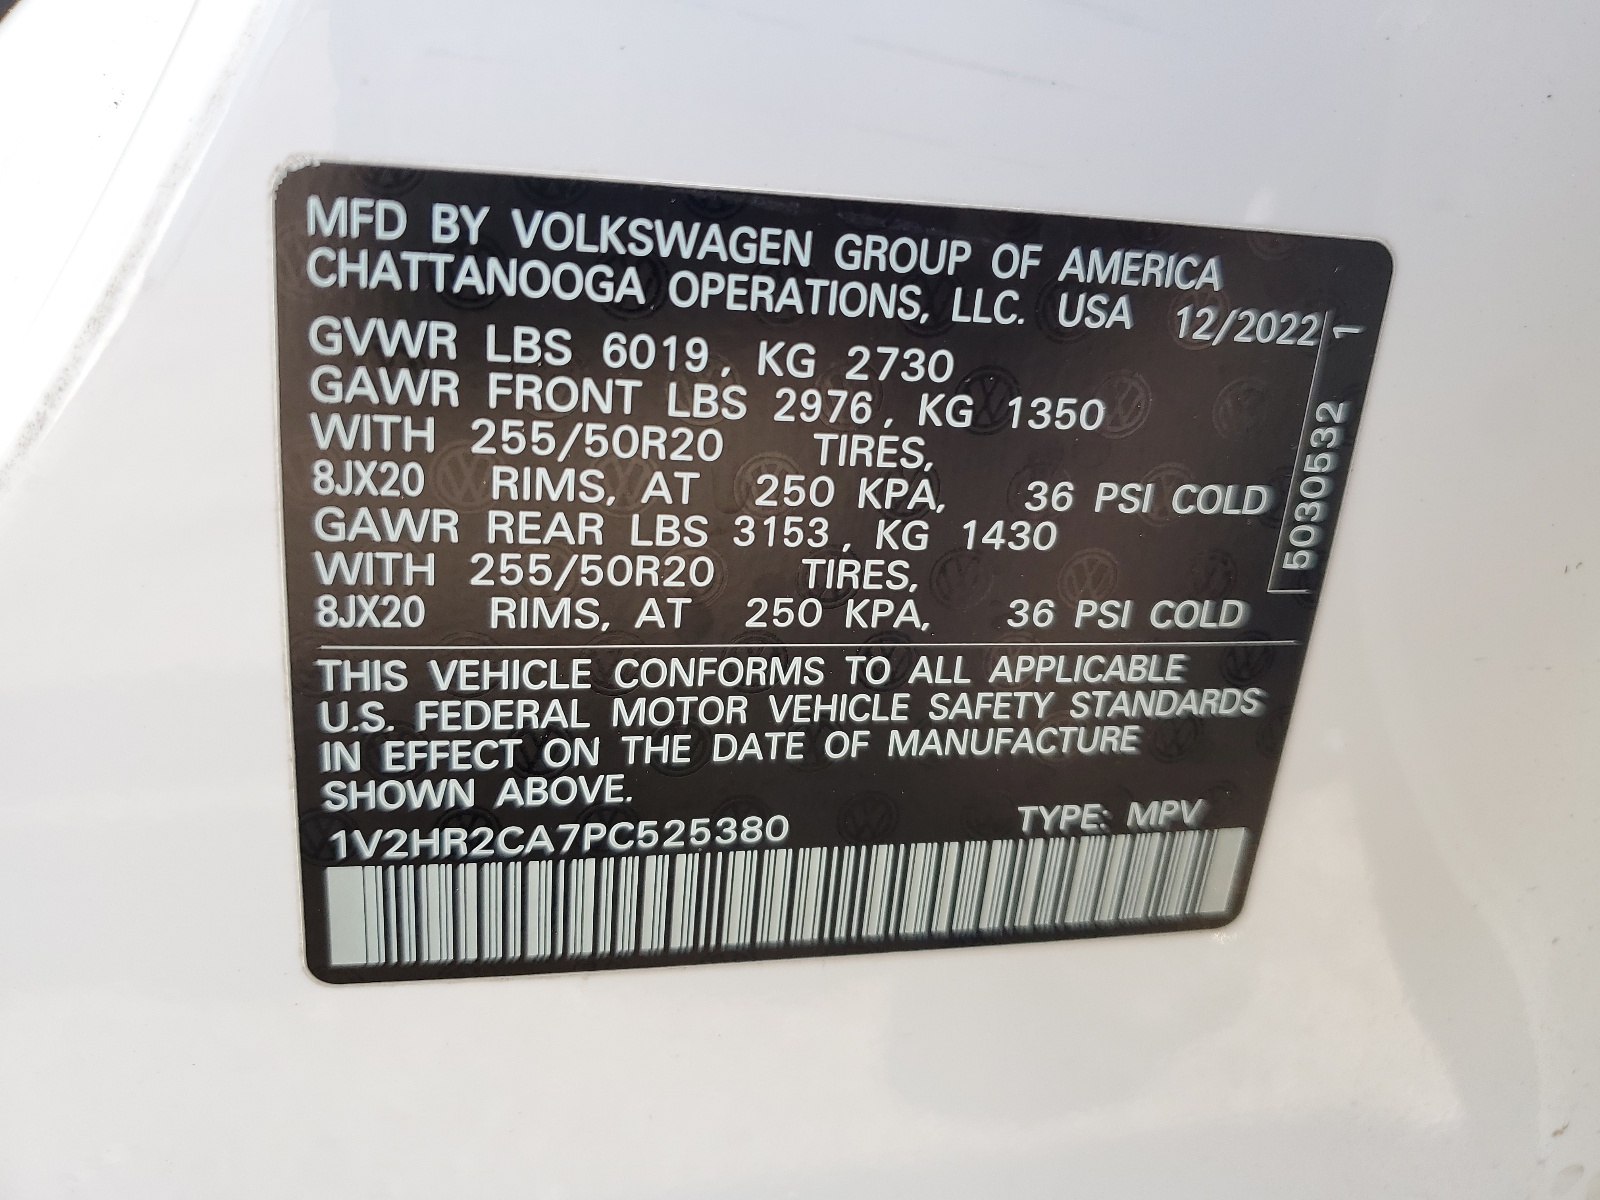 MFD BY VOLKSWAGEN GROUP OF AMERICA
CHATTANOOGA OPERATIONS, LLC. USA 12/2022
GVWR LBS 6019, KG 2730
GAWR FRONT LBS 2976, KG 1350
WITH 255/50R20 TIRES,
8JX20 RIMS, AT 250 KPA, 36 PSI COLD
GAWR REAR LBS 3153, KG 1430
WITH 255/50R20 TIRES,
8JX20 RIMS, AT 250 KPA, 36 PSI COLD
5030532 1
THIS VEHICLE CONFORMS TO ALL APPLICABLE
U.S. FEDERAL MOTOR VEHICLE SAFETY STANDARDS
IN EFFECT ON THE DATE OF MANUFACTURE
SHOWN ABOVE.
1V2HR2CA7PC525380 TYPE: MPV